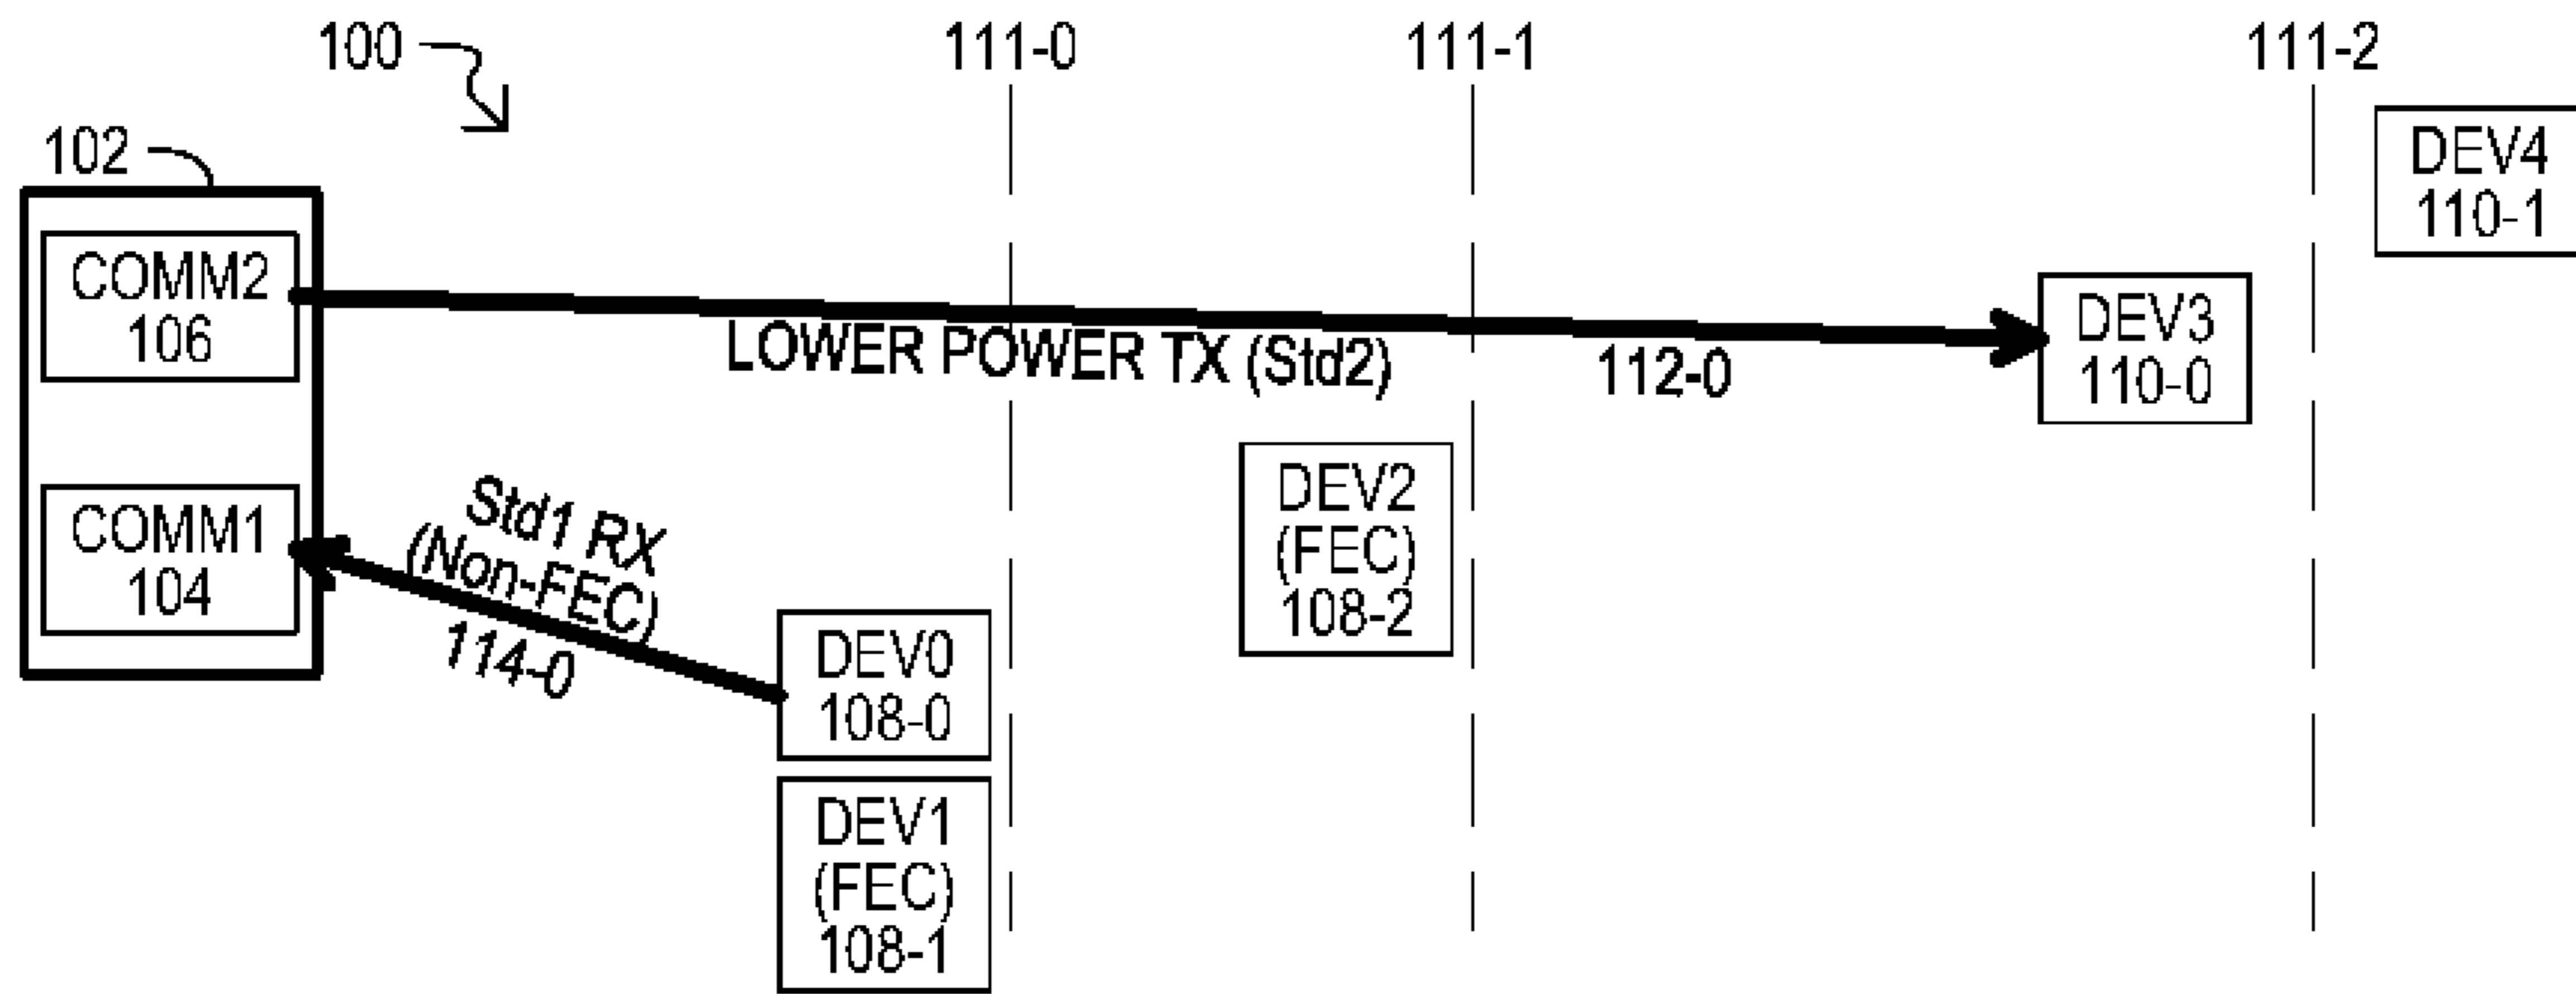 100
111-0
111-1
111-2
102
DEV4
110-1
COMM2
106
LOWER POWER TX (Std2)
112-0
DEV3
110-0
COMM1
104
Std1 RX
(Non-FEC)
114-0
DEV2
(FEC)
108-2
DEV0
108-0
DEV1
(FEC)
108-1